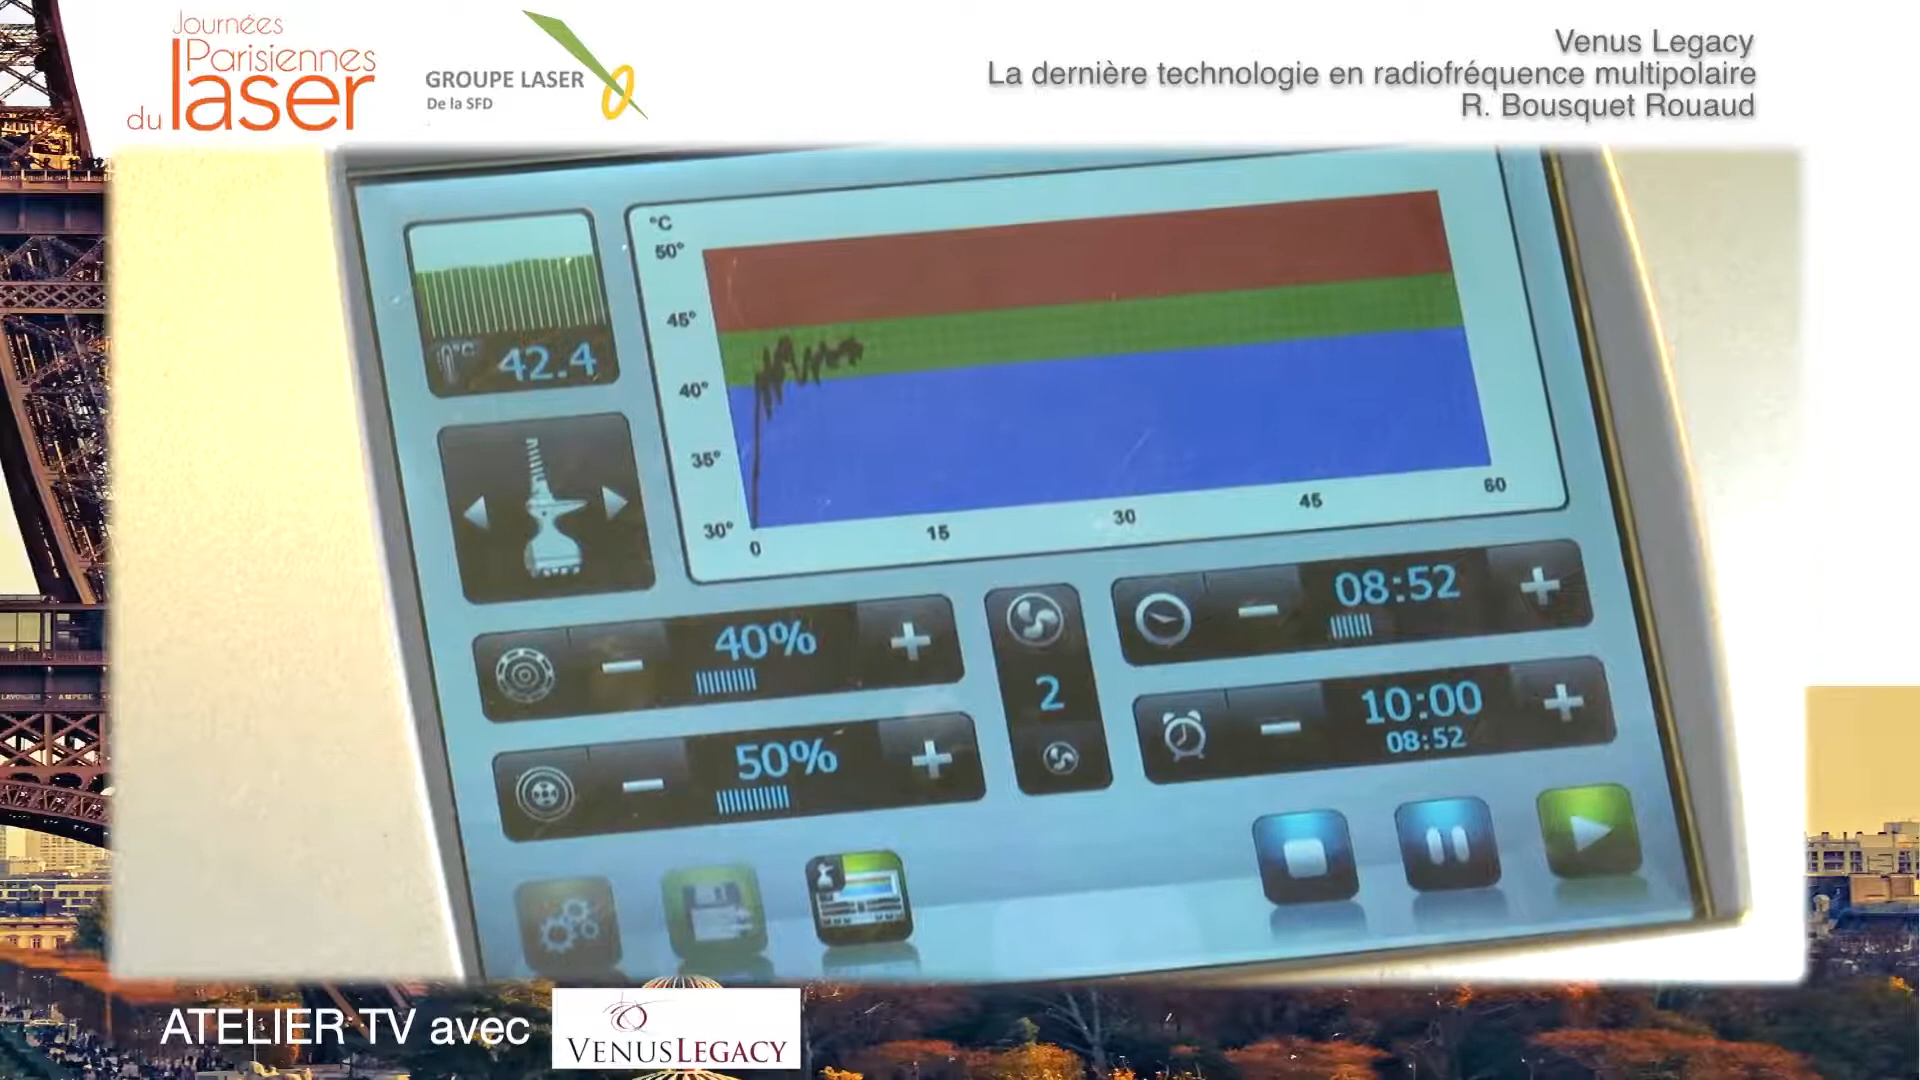 Journées
Parisiennes
du laser
GROUPE LASER
De la SFD
Venus Legacy
La dernière technologie en radiofréquence multipolaire
R. Bousquet Rouaud
°C
50°
45°
40°
35°
30°
0
15
30
45
60
°C 42.4
40%
50%
2
08:52
10:00
08:52
ATELIER TV avec
VENUS LEGACY